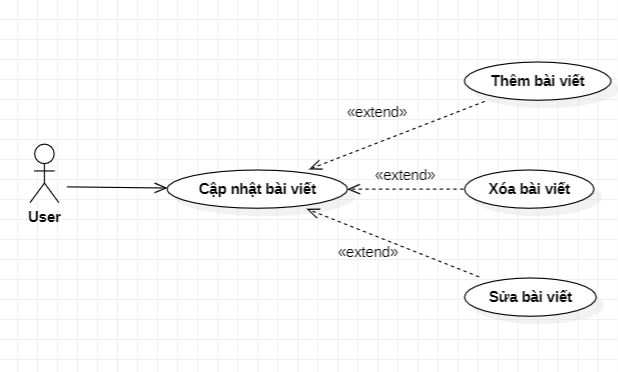 Thêm bài viết
«extend»
«extend»
Cập nhật bài viết
Xóa bài viết
User
«extend»
Sửa bài viết